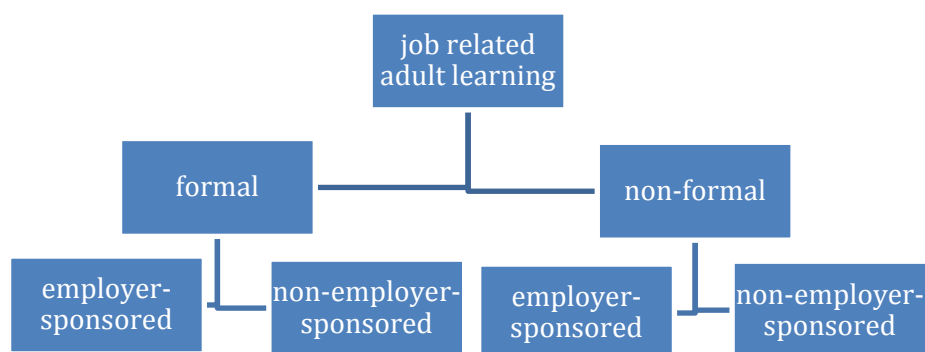 job related
adult learning
formal
non-formal
employer-
sponsored
non-employer-
sponsored
employer-
sponsored
non-employer-
sponsored